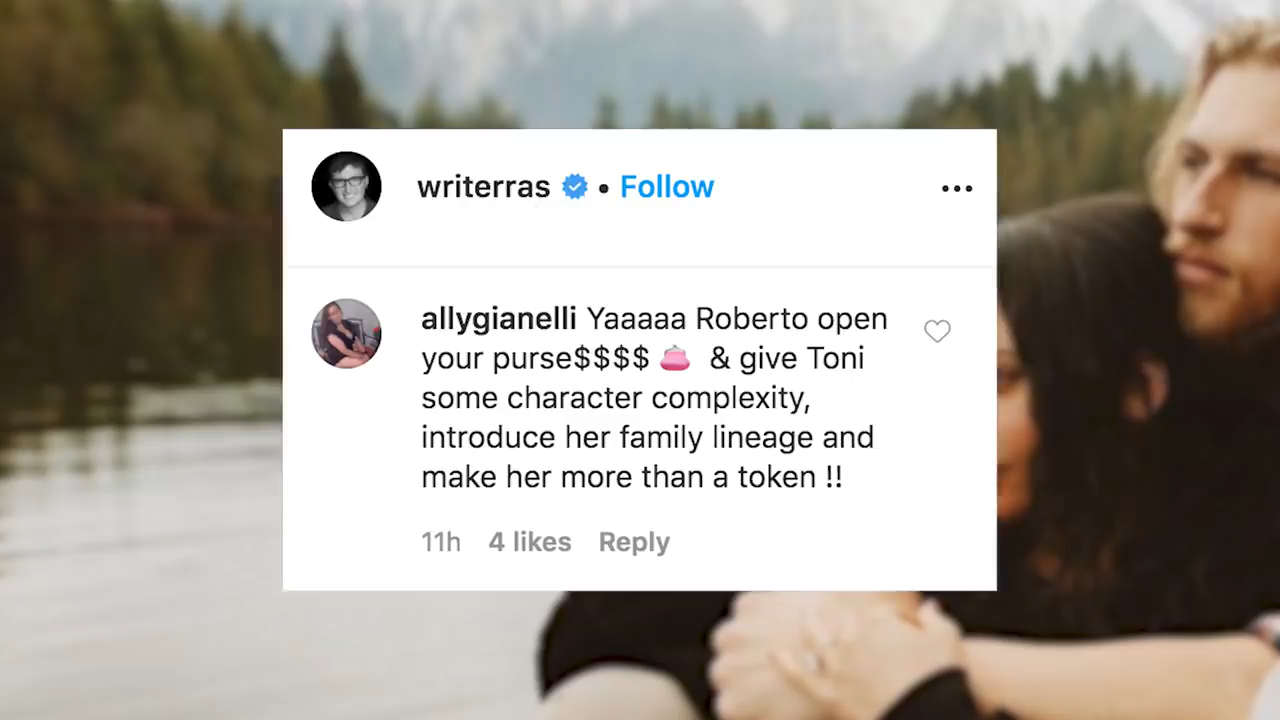 writerras • Follow
allygianelli Yaaaaa Roberto open
your purse$$$$ 👛 & give Toni
some character complexity,
introduce her family lineage and
make her more than a token !!
11h 4 likes Reply